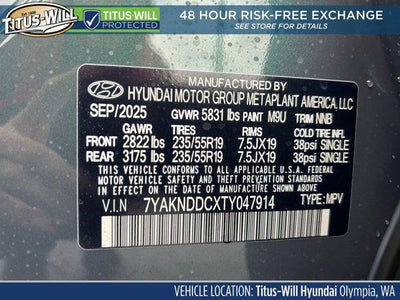 TITUS-WILL
TITUS-WILL
PROTECTED
48 HOUR RISK-FREE EXCHANGE
*SEE STORE FOR DETAILS
HYUNDAI MOTOR GROUP METAPLANT AMERICA, LLC
SEP/2025 GVWR 5831 lbs PAINT M9U TRIM NNB
GAWR TIRES RIMS COLD TIRE INF.
FRONT 2822 lbs 235/55R19 7.5JX19 38psi SINGLE
REAR 3175 lbs 235/55R19 7.5JX19 38psi SINGLE
THIS VEHICLE CONFORMS TO ALL APPLICABLE U.S. FEDERAL
MOTOR VEHICLE SAFETY, BUMPER, AND THEFT PREVENTION
STANDARDS IN EFFECT ON THE DATE OF MANUFACTURE SHOWN ABOVE.
V.I.N 7YAKNDDCXTY047914 TYPE: MPV
VEHICLE LOCATION: Titus-Will Hyundai Olympia, WA